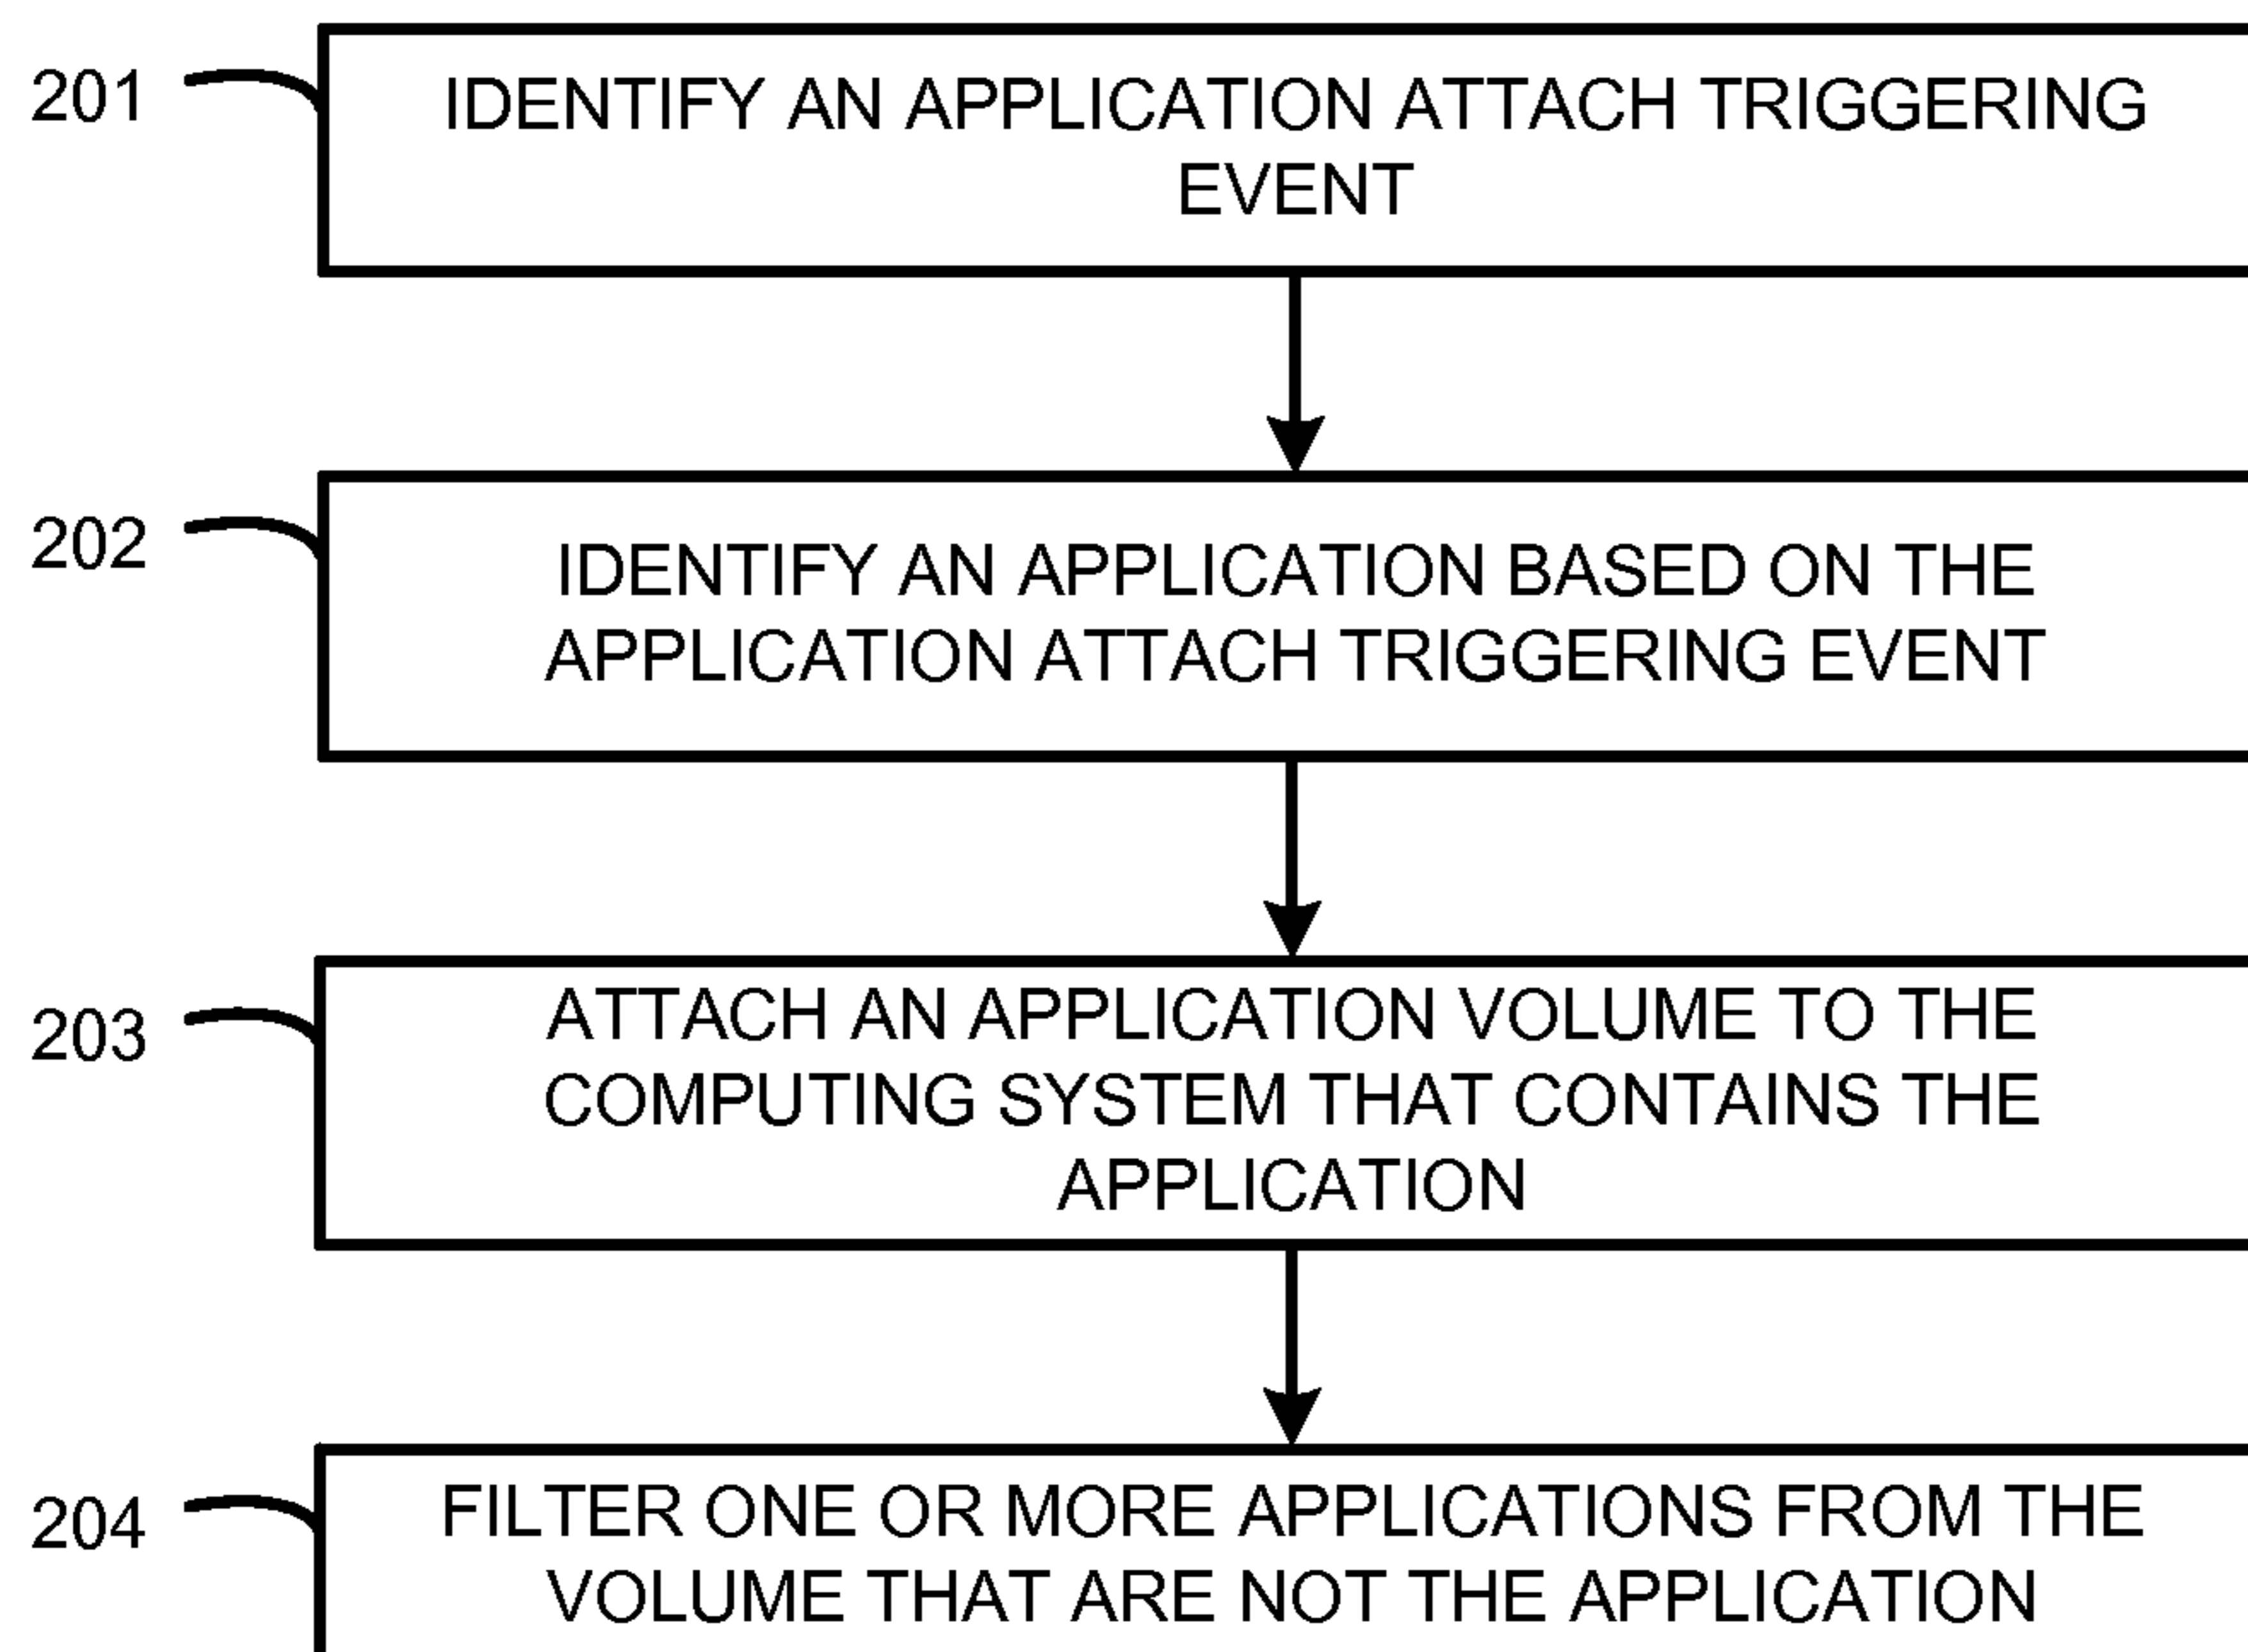 201
IDENTIFY AN APPLICATION ATTACH TRIGGERING
EVENT
202
IDENTIFY AN APPLICATION BASED ON THE
APPLICATION ATTACH TRIGGERING EVENT
203
ATTACH AN APPLICATION VOLUME TO THE
COMPUTING SYSTEM THAT CONTAINS THE
APPLICATION
204
FILTER ONE OR MORE APPLICATIONS FROM THE
VOLUME THAT ARE NOT THE APPLICATION